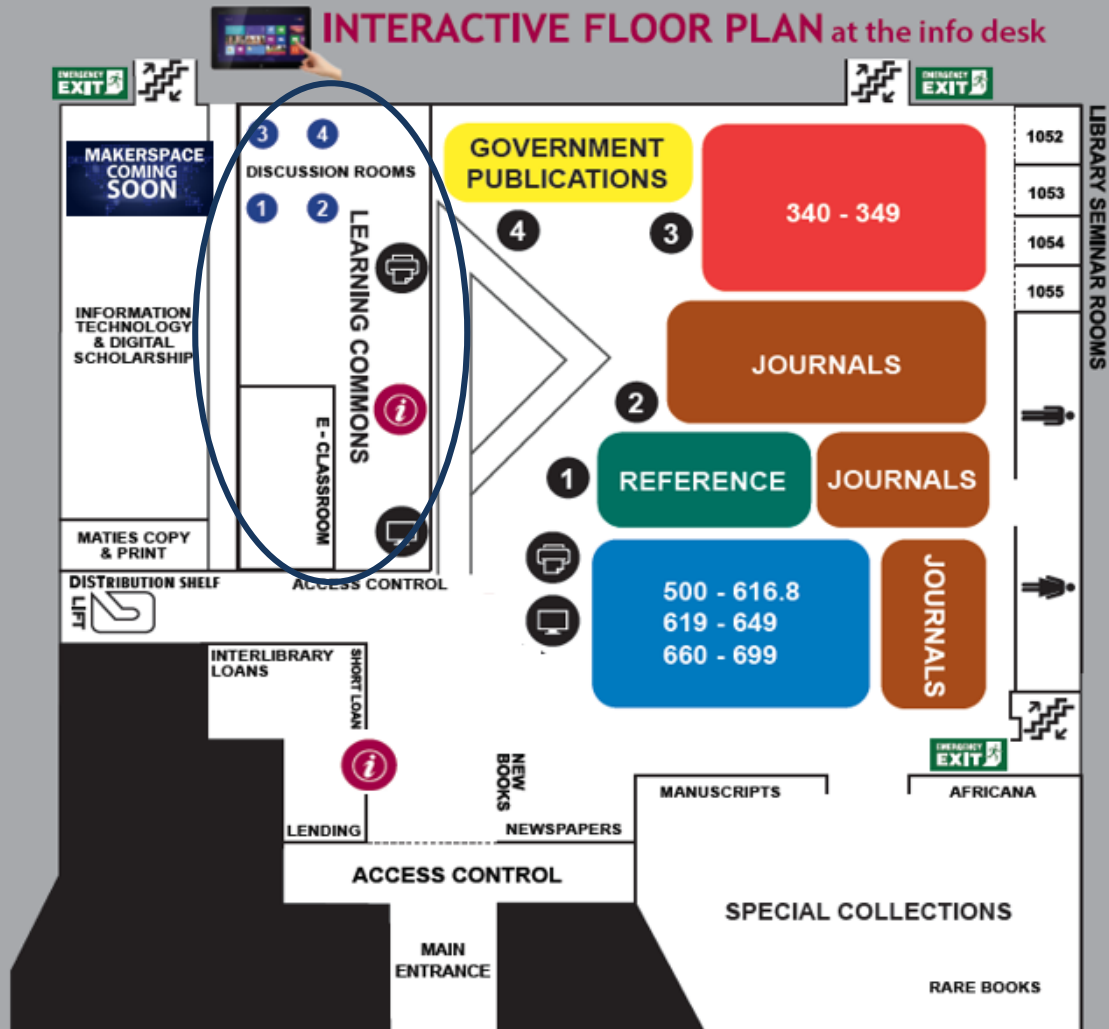 INTERACTIVE FLOOR PLAN at the info desk
EMERGENCY
EXIT
EMERGENCY
EXIT
MAKERSPACE
COMING
SOON
3
4
DISCUSSION ROOMS
1
2
LEARNING COMMONS
E - CLASSROOM
INFORMATION
TECHNOLOGY
& DIGITAL
SCHOLARSHIP
MATIES COPY
& PRINT
DISTRIBUTION SHELF
LIFT
ACCESS CONTROL
GOVERNMENT
PUBLICATIONS
4
3
340 - 349
JOURNALS
2
1
REFERENCE
JOURNALS
500 - 616.8
619 - 649
660 - 699
JOURNALS
1052
1053
1054
1055
LIBRARY SEMINAR ROOMS
INTERLIBRARY
LOANS
SHORT LOAN
i
i
LENDING
NEW
BOOKS
NEWSPAPERS
ACCESS CONTROL
MAIN
ENTRANCE
EMERGENCY
EXIT
MANUSCRIPTS
AFRICANA
SPECIAL COLLECTIONS
RARE BOOKS